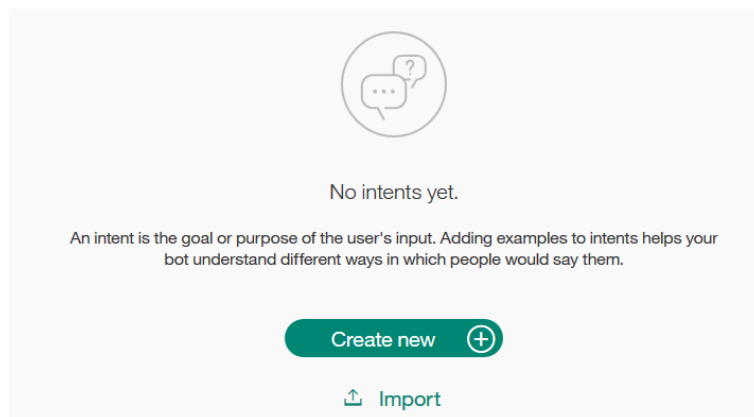 ?
No intents yet.
An intent is the goal or purpose of the user's input. Adding examples to intents helps your
bot understand different ways in which people would say them.
Create new
Import